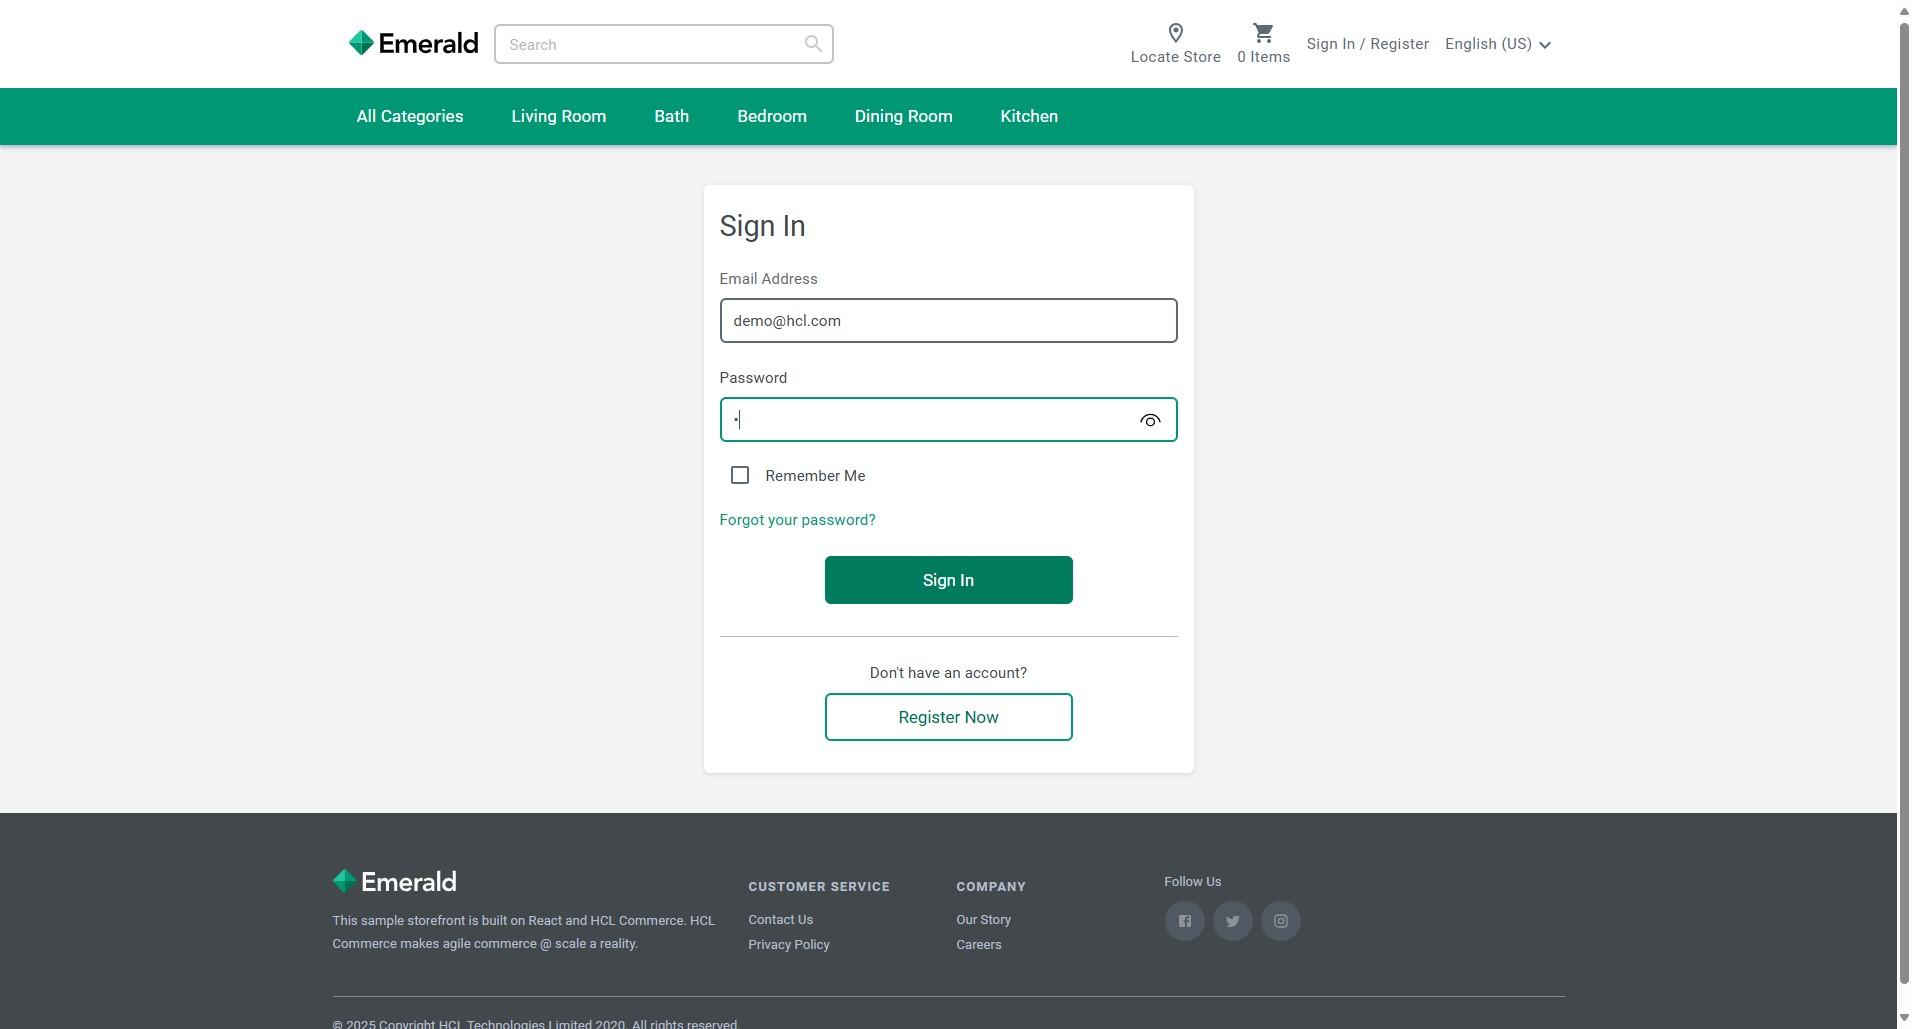 Emerald
Search
Locate Store
0 Items
Sign In / Register
English (US)
All Categories
Living Room
Bath
Bedroom
Dining Room
Kitchen
Sign In
Email Address
demo@hcl.com
Password
Remember Me
Forgot your password?
Sign In
Don't have an account?
Register Now
Emerald
This sample storefront is built on React and HCL Commerce. HCL
Commerce makes agile commerce @ scale a reality.
CUSTOMER SERVICE
Contact Us
Privacy Policy
COMPANY
Our Story
Careers
Follow Us
© 2025 Copyright HCL Technologies Limited 2020. All rights reserved